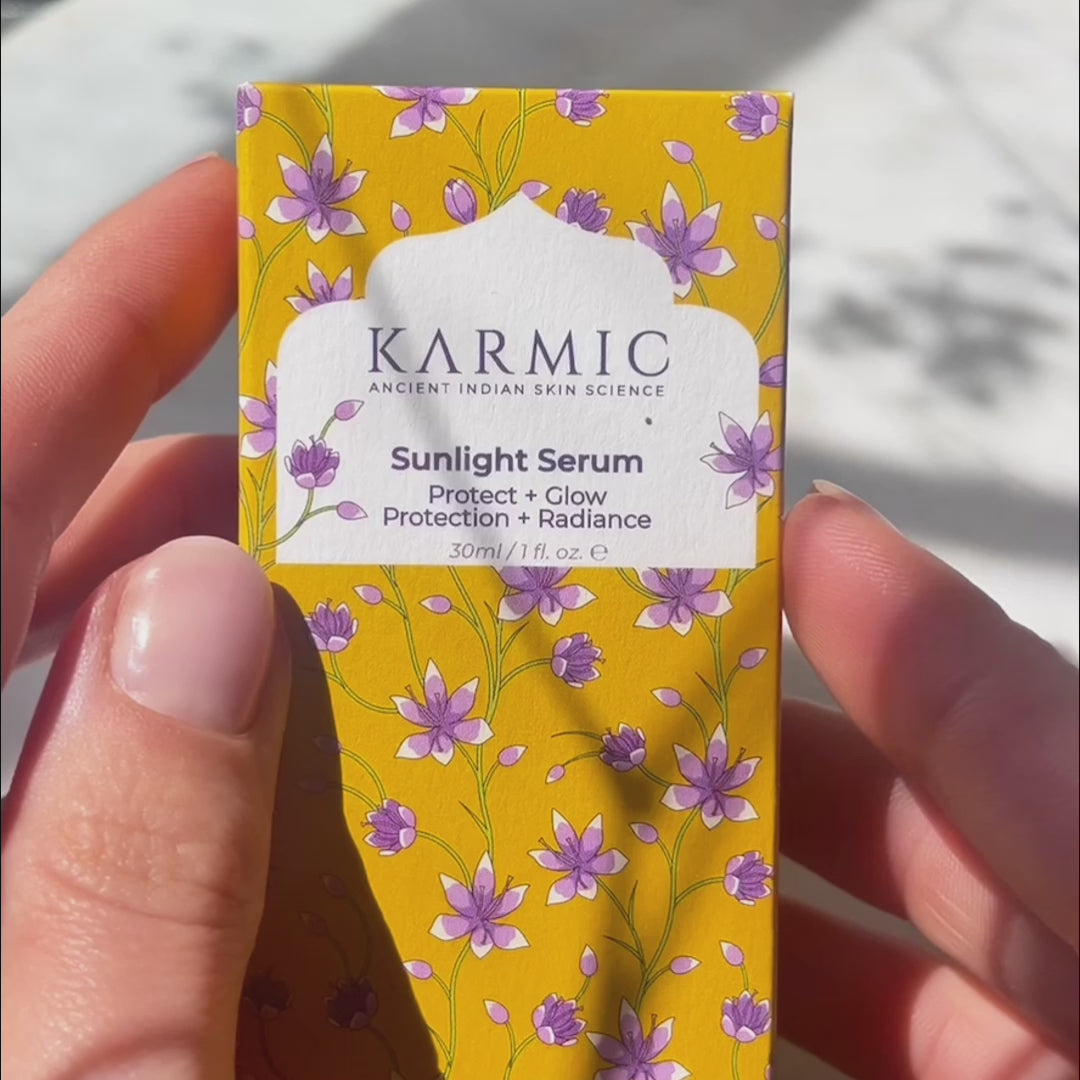 KARMIC
ANCIENT INDIAN SKIN SCIENCE
Sunlight Serum
Protect + Glow
Protection + Radiance
30ml / 1 fl. oz. ℮